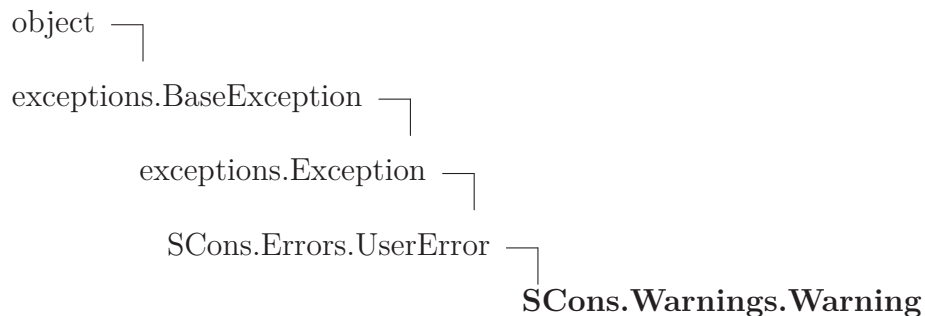 object
exceptions.BaseException
exceptions.Exception
SCons.Errors.UserError
SCons.Warnings.Warning